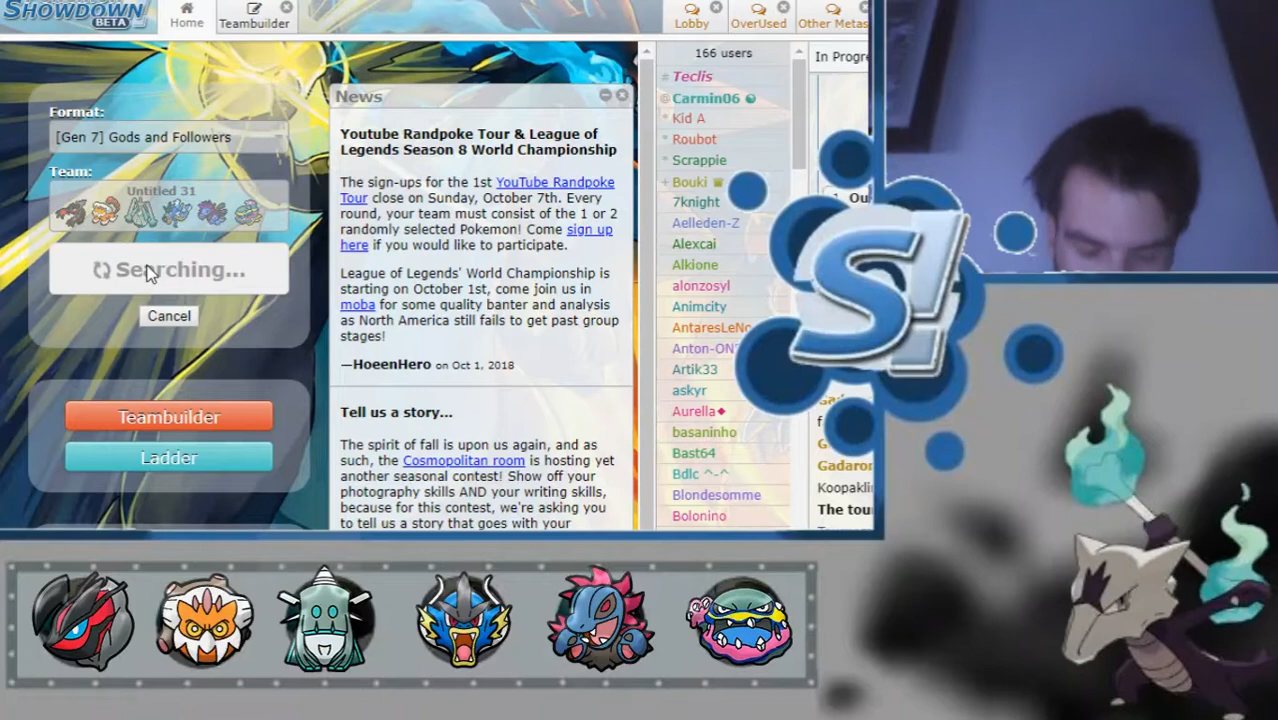 SHOWDOWN
BETA
Home
Teambuilder
Lobby
OverUsed
Other Metas
Format:
[Gen 7] Gods and Followers
Team:
Untitled 31
Searching...
Cancel
Teambuilder
Ladder
News
Youtube Randpoke Tour & League of
Legends Season 8 World Championship
The sign-ups for the 1st YouTube Randpoke
Tour close on Sunday, October 7th. Every
round, your team must consist of the 1 or 2
randomly selected Pokemon! Come sign up
here if you would like to participate.
League of Legends' World Championship is
starting on October 1st, come join us in
moba for some quality banter and analysis
as North America still fails to get past group
stages!
—HoeenHero on Oct 1, 2018
Tell us a story...
The spirit of fall is upon us again, and as
such, the Cosmopolitan room is hosting yet
another seasonal contest! Show off your
photography skills AND your writing skills,
because for this contest, we're asking you
to tell us a story that goes with your
166 users
# Teclis
@ Carmin06
* Kid A
* Roubot
* Scrappie
+ Bouki
7knight
Aelleden-Z
Alexcai
Alkione
alonzosyl
Animcity
AntaresLeNo
Anton-ON
Artik33
askyr
Aurella
basaninho
Bast64
Bdlc ^-^
Blondesomme
Bolonino
In Progre
1. Ou
S!
f
G
Gadaron
Koopaklin
The tour